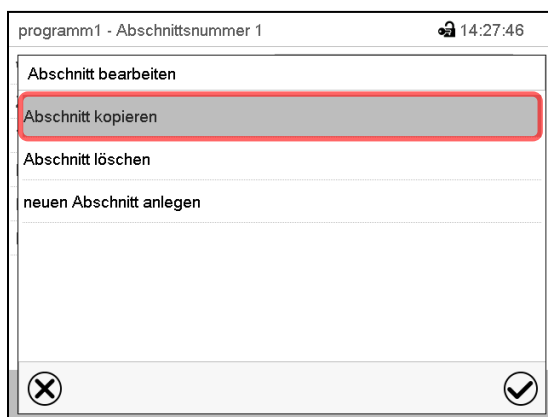 programm1 - Abschnittsnummer 1 14:27:46
Abschnitt bearbeiten
Abschnitt kopieren
Abschnitt löschen
neuen Abschnitt anlegen